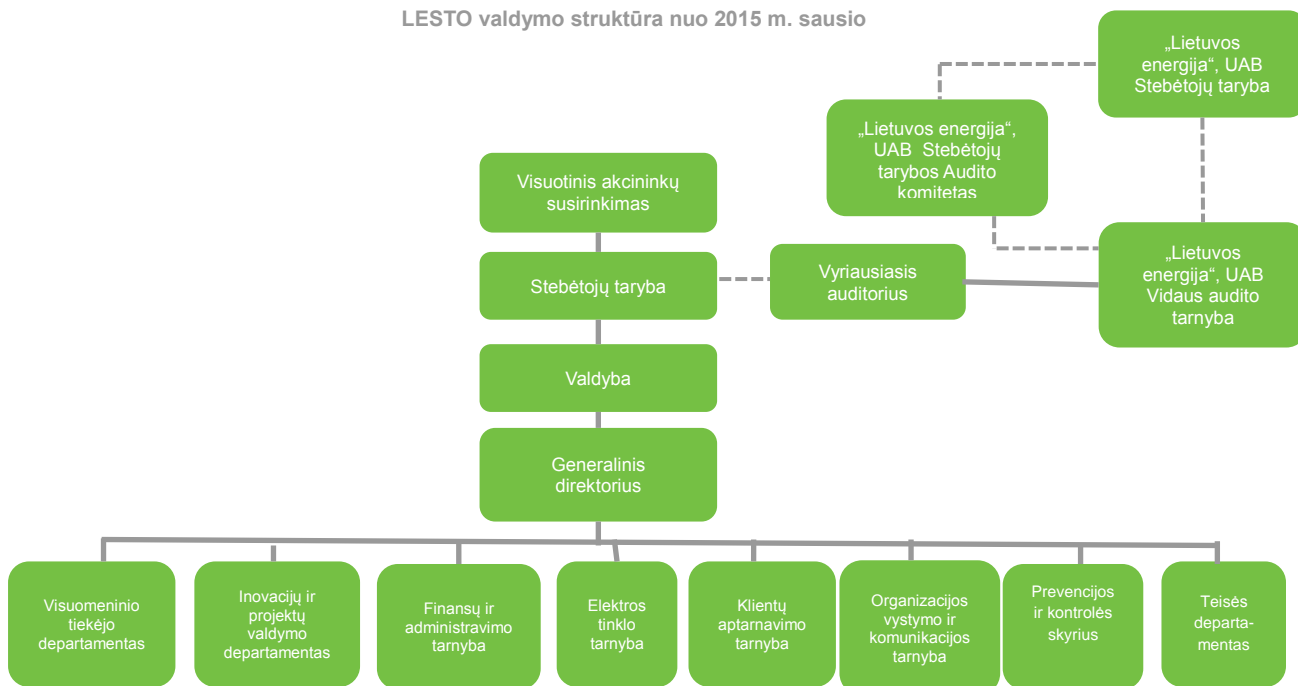 LESTO valdymo struktūra nuo 2015 m. sausio
„Lietuvos
energija“, UAB
Stebėtojų taryba
„Lietuvos energija“,
UAB Stebėtojų
tarybos Audito
komitetas
Visuotinis akcininkų
susirinkimas
Stebėtojų taryba
Vyriausiasis
auditorius
„Lietuvos
energija“, UAB
Vidaus audito
tarnyba
Valdyba
Generalinis
direktorius
Visuomeninio
tiekėjo
departamentas
Inovacijų ir
projektų
valdymo
departamentas
Finansų ir
administravimo
tarnyba
Elektros
tinklo
tarnyba
Klientų
aptarnavimo
tarnyba
Organizacijos
vystymo ir
komunikacijos
tarnyba
Prevencijos
ir kontrolės
skyrius
Teisės
departa-
mentas